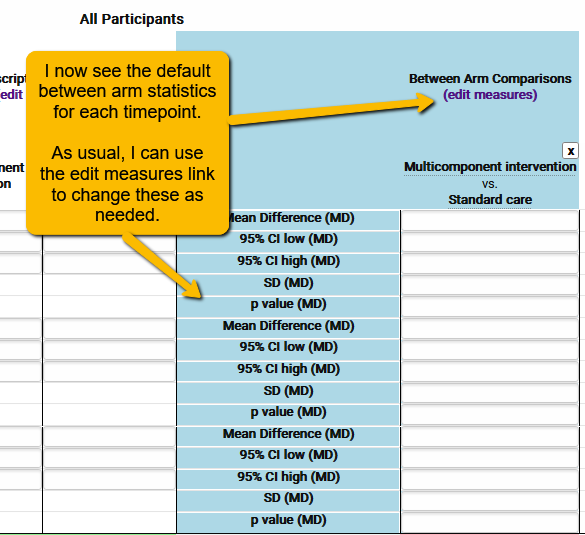 All Participants
I now see the default
between arm statistics
for each timepoint.
As usual, I can use
the edit measures link
to change these as
needed.
edit
Between Arm Comparisons
(edit measures)
x
Multicomponent intervention
vs.
Standard care
Mean Difference (MD)
95% CI low (MD)
95% CI high (MD)
SD (MD)
p value (MD)
Mean Difference (MD)
95% CI low (MD)
95% CI high (MD)
SD (MD)
p value (MD)
Mean Difference (MD)
95% CI low (MD)
95% CI high (MD)
SD (MD)
p value (MD)